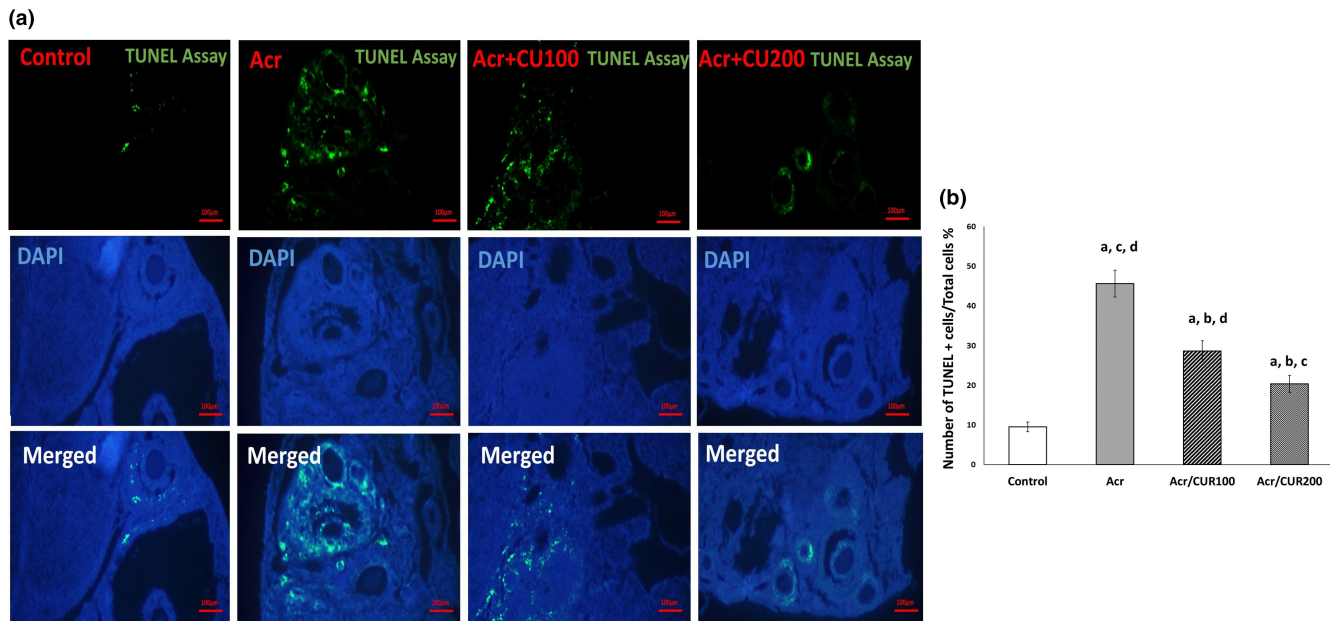 (a)
Control TUNEL Assay
Acr TUNEL Assay
Acr+CU100 TUNEL Assay
Acr+CU200 TUNEL Assay
100µm
100µm
100µm
100µm
DAPI
DAPI
DAPI
DAPI
100µm
100µm
100µm
100µm
Merged
Merged
Merged
Merged
100µm
100µm
100µm
100µm
(b)
Number of TUNEL + cells/Total cells %
60
50
40
30
20
10
0
a, c, d
a, b, d
a, b, c
Control
Acr
Acr/CUR100
Acr/CUR200